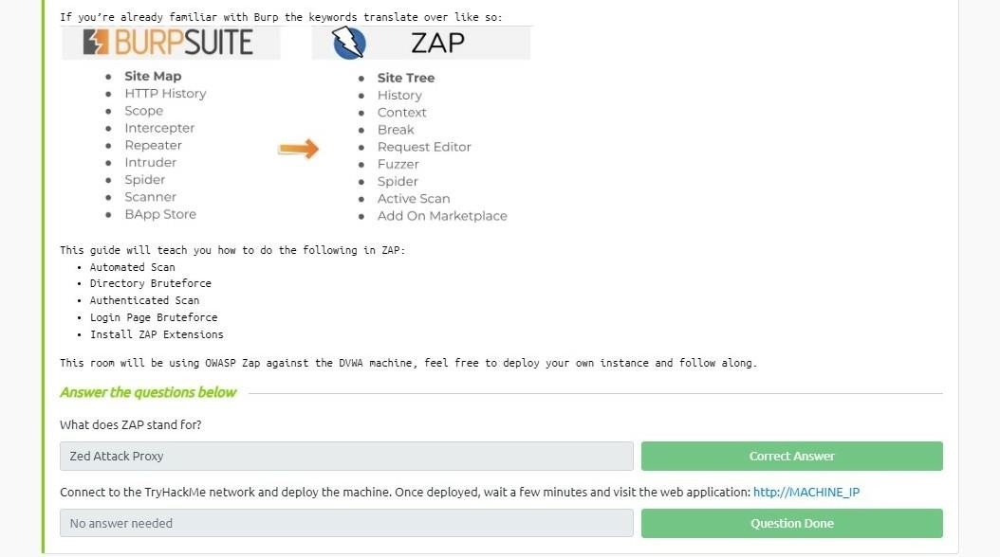 If you’re already familiar with Burp the keywords translate over like so:
BURPSUITE
Site Map
HTTP History
Scope
Intercepter
Repeater
Intruder
Spider
Scanner
BApp Store
ZAP
Site Tree
History
Context
Break
Request Editor
Fuzzer
Spider
Active Scan
Add On Marketplace
This guide will teach you how to do the following in ZAP:
Automated Scan
Directory Bruteforce
Authenticated Scan
Login Page Bruteforce
Install ZAP Extensions
This room will be using OWASP Zap against the DVWA machine, feel free to deploy your own instance and follow along.
Answer the questions below
What does ZAP stand for?
Zed Attack Proxy
Correct Answer
Connect to the TryHackMe network and deploy the machine. Once deployed, wait a few minutes and visit the web application: http://MACHINE_IP
No answer needed
Question Done